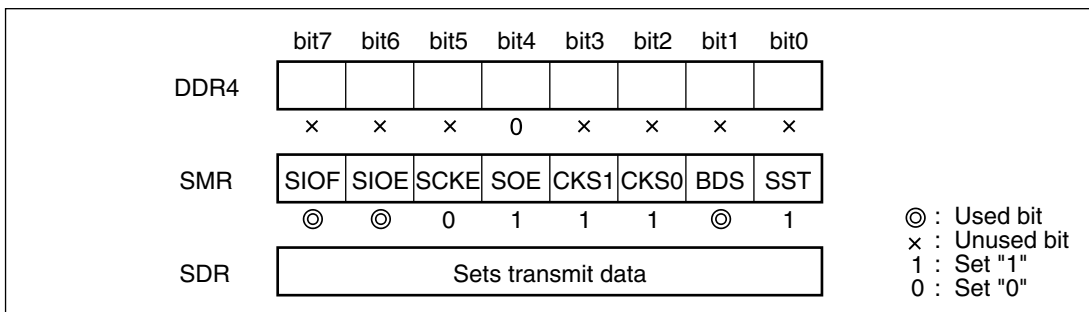 bit7 bit6 bit5 bit4 bit3 bit2 bit1 bit0
DDR4
× × × 0 × × × ×
SMR SIOF SIOE SCKE SOE CKS1 CKS0 BDS SST
◎ ◎ 0 1 1 1 ◎ 1
SDR Sets transmit data
◎ : Used bit
× : Unused bit
1 : Set "1"
0 : Set "0"